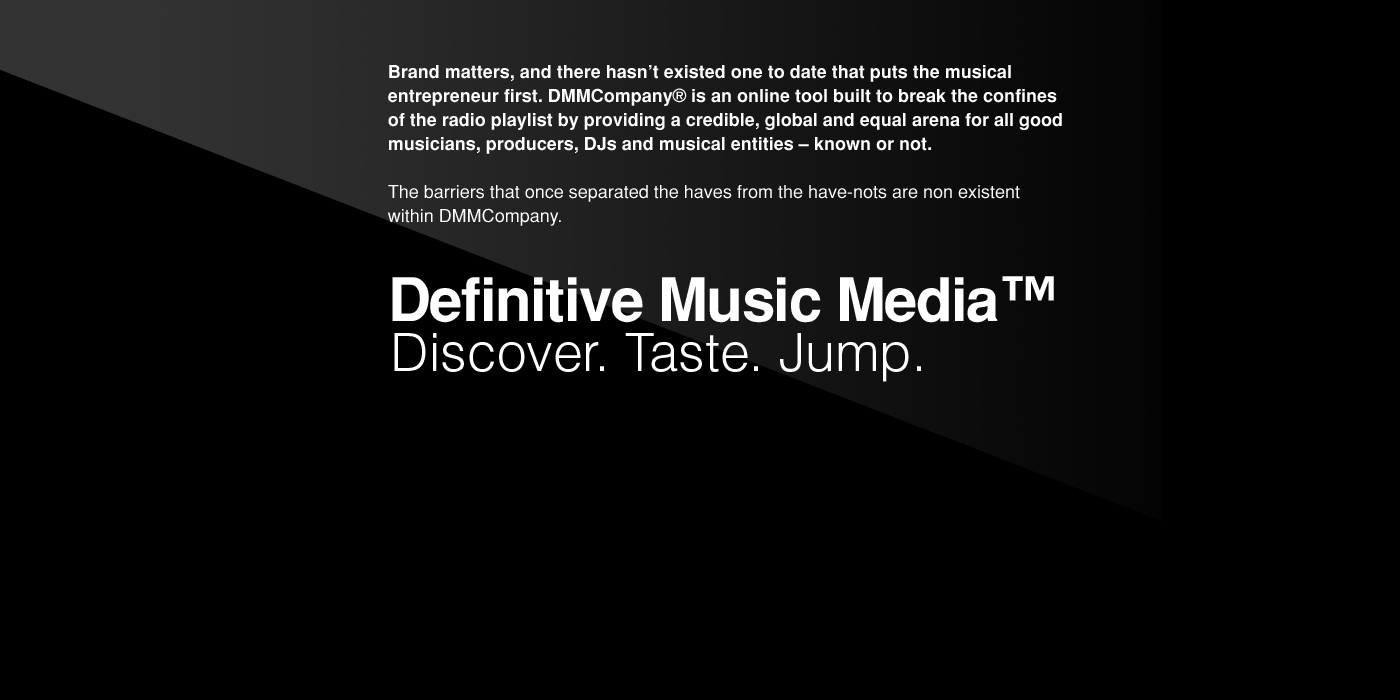 Brand matters, and there hasn’t existed one to date that puts the musical
entrepreneur first. DMMCompany® is an online tool built to break the confines
of the radio playlist by providing a credible, global and equal arena for all good
musicians, producers, DJs and musical entities – known or not.
The barriers that once separated the haves from the have-nots are non existent
within DMMCompany.
Definitive Music Media™
Discover. Taste. Jump.